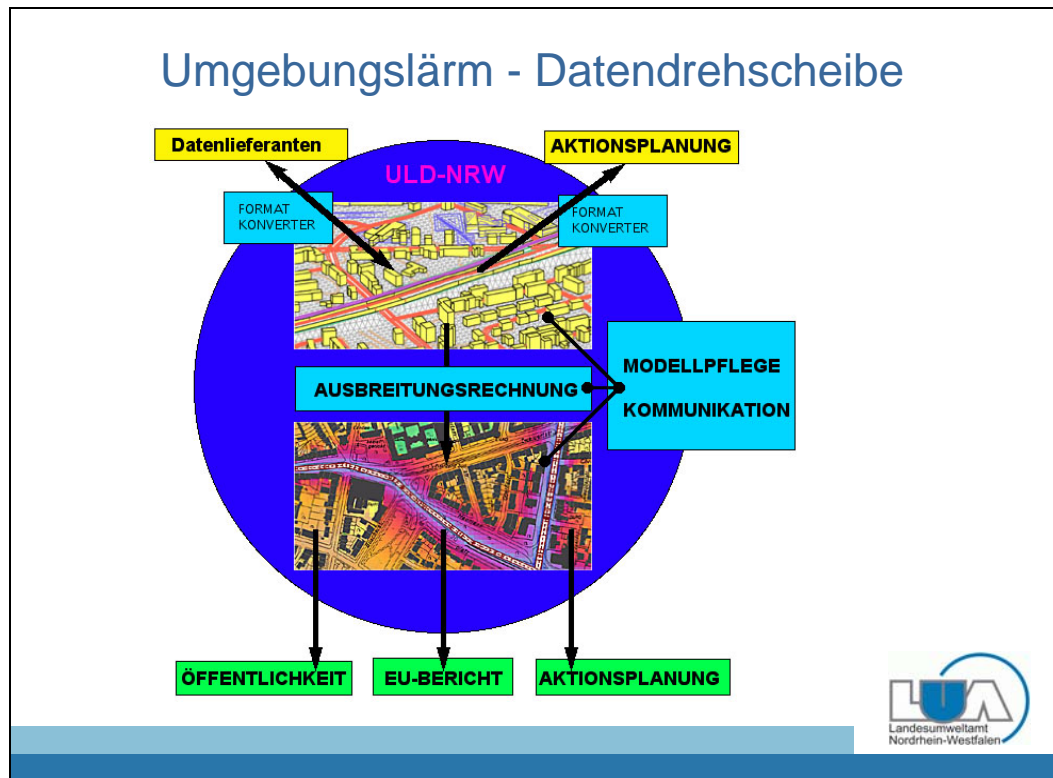 Umgebungslärm - Datendrehscheibe
Datenlieferanten
AKTIONSPLANUNG
ULD-NRW
FORMAT
KONVERTER
FORMAT
KONVERTER
AUSBREITUNGSRECHNUNG
MODELLPFLEGE
KOMMUNIKATION
ÖFFENTLICHKEIT
EU-BERICHT
AKTIONSPLANUNG
LUA
Landesumweltamt
Nordrhein-Westfalen